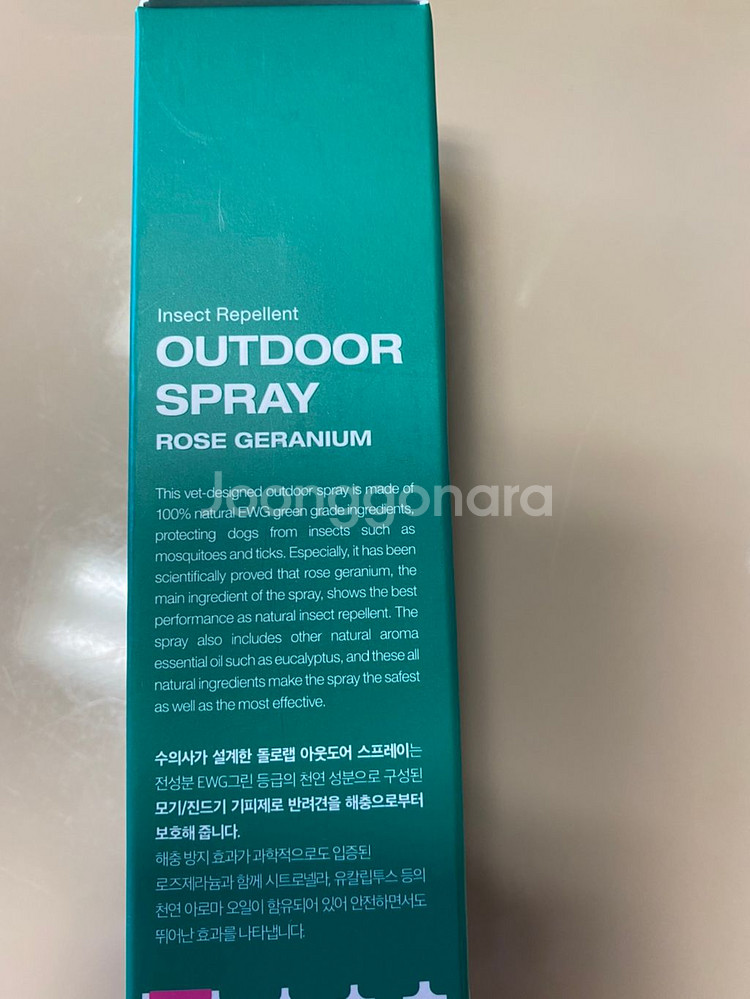 Insect Repellent
OUTDOOR
SPRAY
ROSE GERANIUM
This vet-designed outdoor spray is made of
100% natural EWG green grade ingredients,
protecting dogs from insects such as
mosquitoes and ticks. Especially, it has been
scientifically proved that rose geranium, the
main ingredient of the spray, shows the best
performance as natural insect repellent. The
spray also includes other natural aroma
essential oil such as eucalyptus, and these all
natural ingredients make the spray the safest
as well as the most effective.
Joonggonara
수의사가 설계한 돌로랩 아웃도어 스프레이는
전성분 EWG그린 등급의 천연 성분으로 구성된
모기/진드기 기피제로 반려견을 해충으로부터
보호해 줍니다.
해충 방지 효과가 과학적으로도 입증된
로즈제라늄과 함께 시트로넬라, 유칼립투스 등의
천연 아로마 오일이 함유되어 있어 안전하면서도
뛰어난 효과를 나타냅니다.